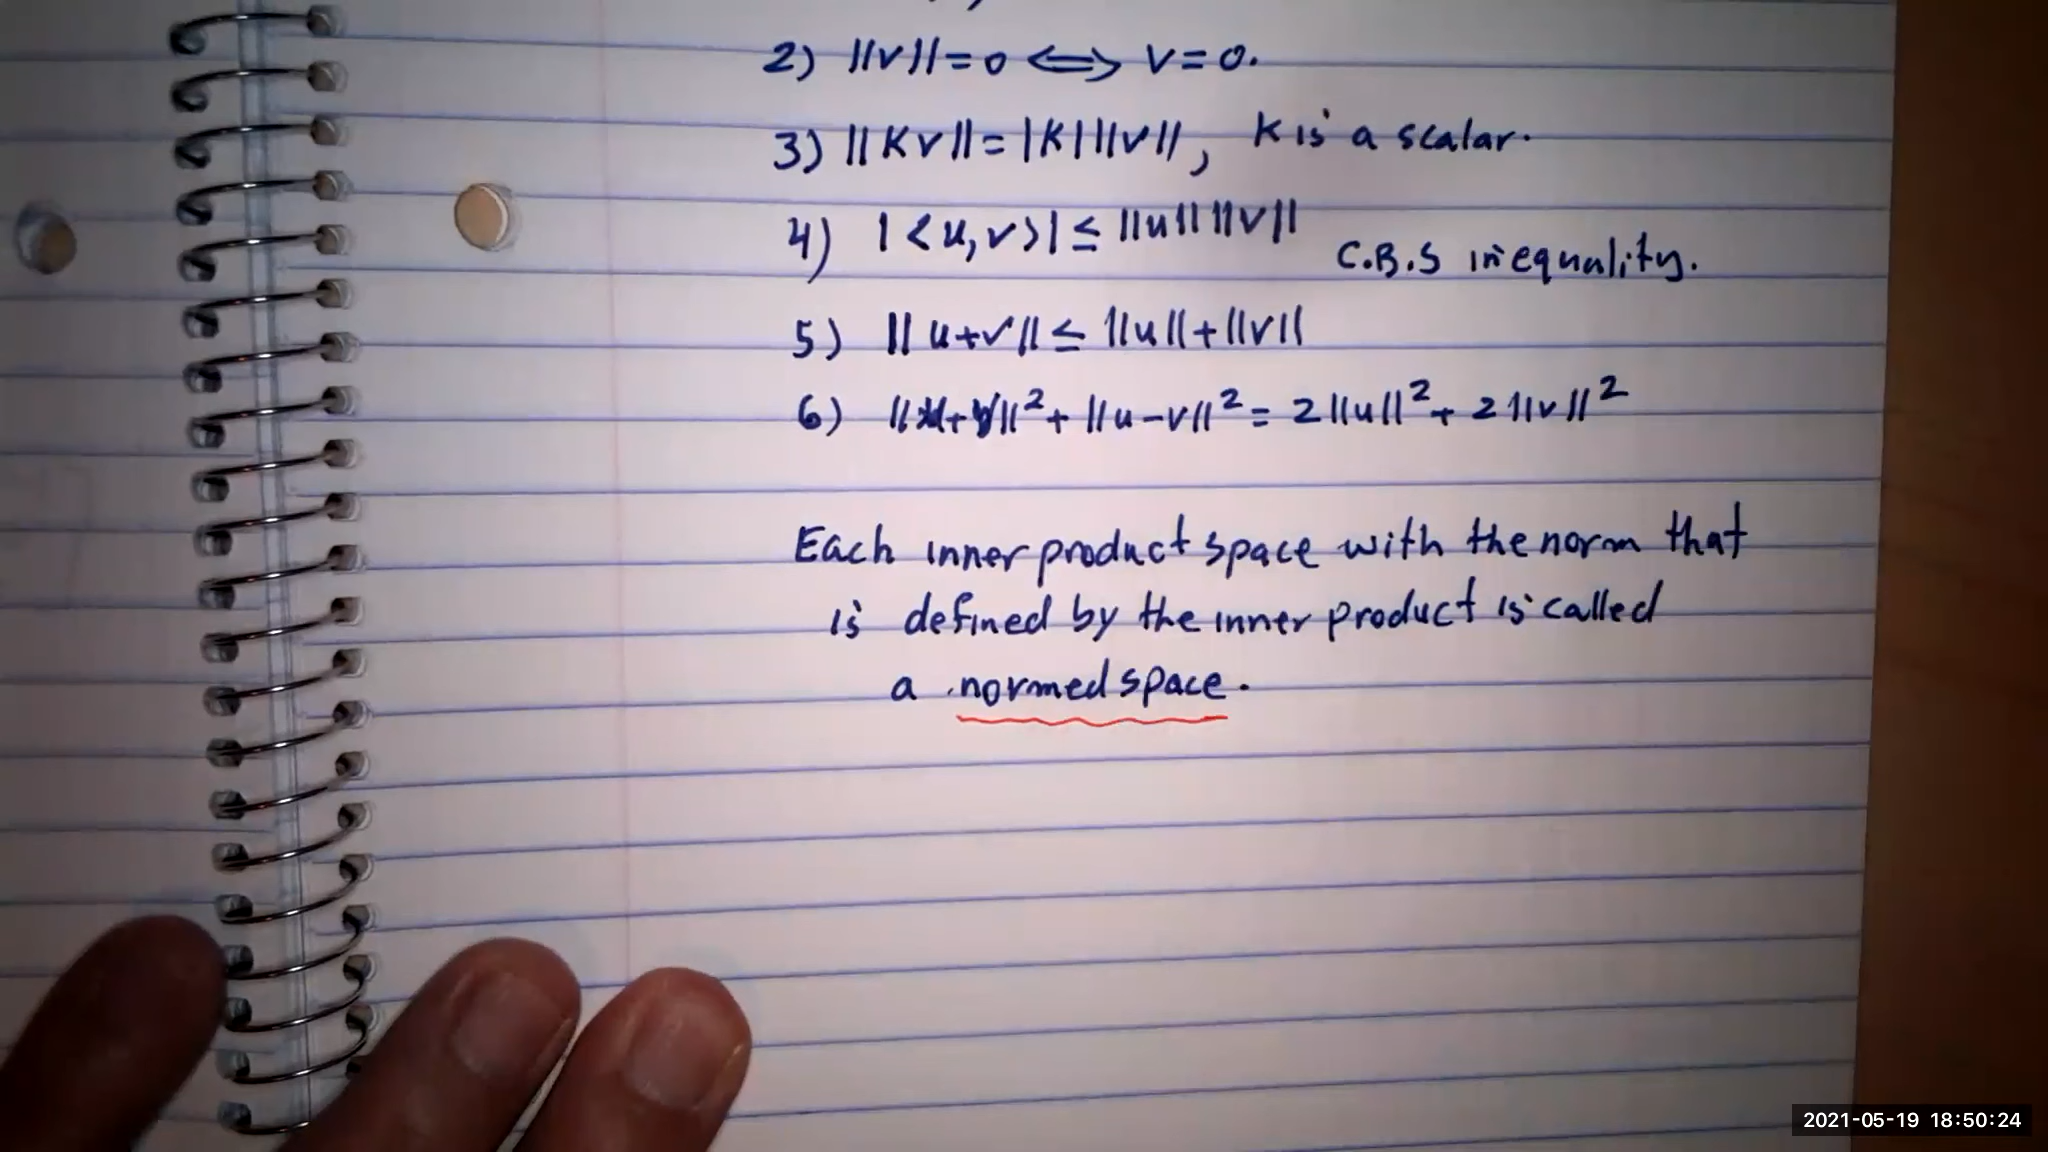 2) ||v||=0 ⟺ v=0.
3) ||Kv||=|K|||v||, K is a scalar.
4) |<u,v>|≤||u||||v|| C.B.S inequality.
5) ||u+v||≤||u||+||v||
6) ||u+v||²+||u-v||²=2||u||²+2||v||²
Each inner product space with the norm that
is defined by the inner product is called
a normed space.
2021-05-19 18:50:24